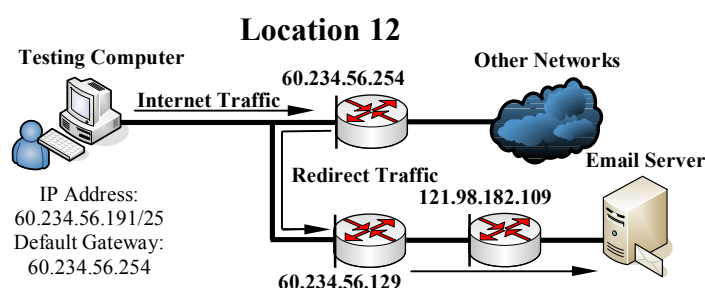 Location 12
Testing Computer
60.234.56.254
Other Networks
Internet Traffic
Redirect Traffic
Email Server
121.98.182.109
IP Address:
60.234.56.191/25
Default Gateway:
60.234.56.254
60.234.56.129